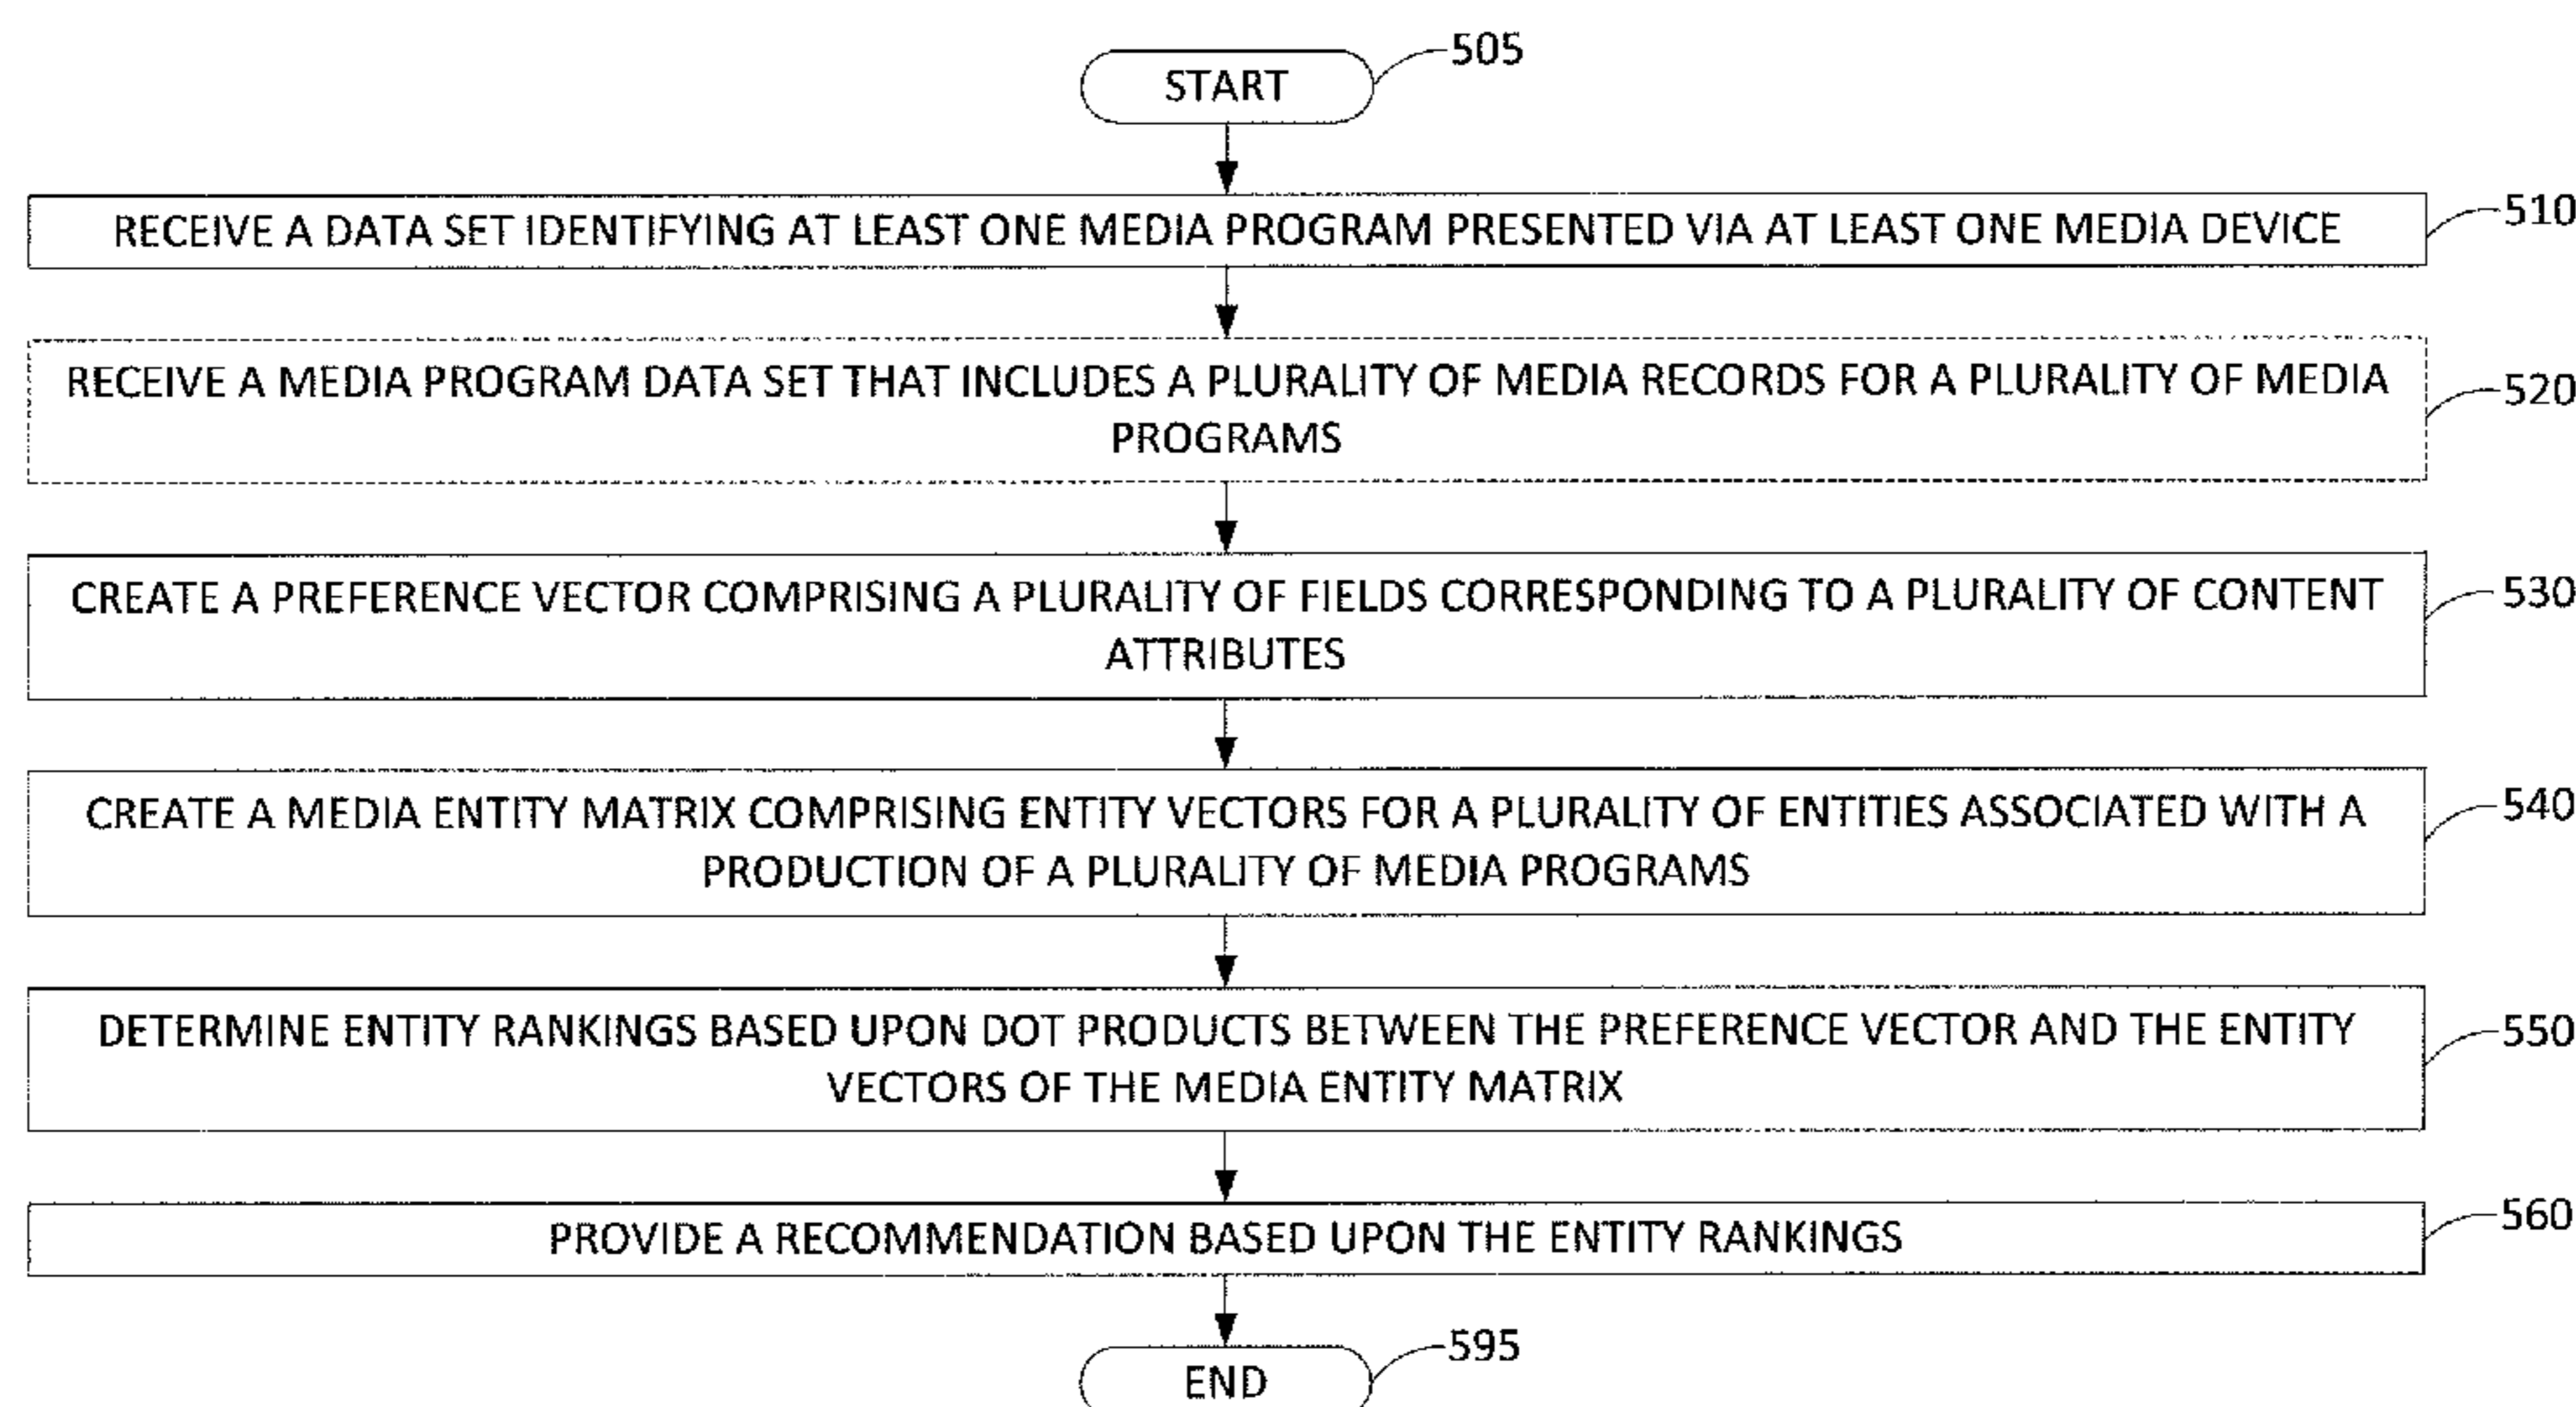 START
505
RECEIVE A DATA SET IDENTIFYING AT LEAST ONE MEDIA PROGRAM PRESENTED VIA AT LEAST ONE MEDIA DEVICE
510
RECEIVE A MEDIA PROGRAM DATA SET THAT INCLUDES A PLURALITY OF MEDIA RECORDS FOR A PLURALITY OF MEDIA
PROGRAMS
520
CREATE A PREFERENCE VECTOR COMPRISING A PLURALITY OF FIELDS CORRESPONDING TO A PLURALITY OF CONTENT
ATTRIBUTES
530
CREATE A MEDIA ENTITY MATRIX COMPRISING ENTITY VECTORS FOR A PLURALITY OF ENTITIES ASSOCIATED WITH A
PRODUCTION OF A PLURALITY OF MEDIA PROGRAMS
540
DETERMINE ENTITY RANKINGS BASED UPON DOT PRODUCTS BETWEEN THE PREFERENCE VECTOR AND THE ENTITY
VECTORS OF THE MEDIA ENTITY MATRIX
550
PROVIDE A RECOMMENDATION BASED UPON THE ENTITY RANKINGS
560
END
595